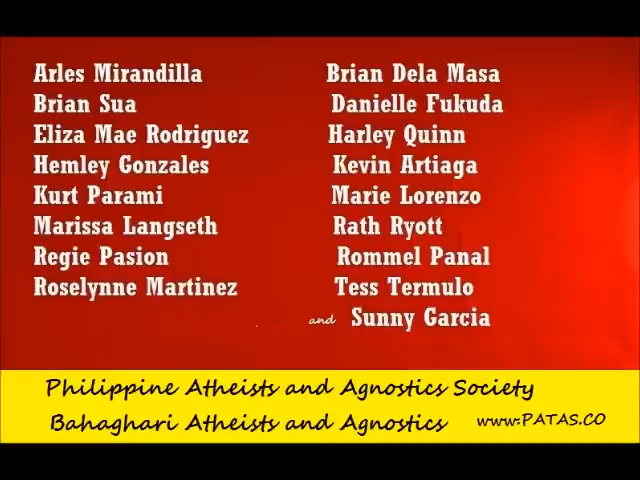 Arles Mirandilla
Brian Sua
Eliza Mae Rodriguez
Hemley Gonzales
Kurt Parami
Marissa Langseth
Regie Pasion
Roselynne Martinez
Brian Dela Masa
Danielle Fukuda
Harley Quinn
Kevin Artiaga
Marie Lorenzo
Rath Ryott
Rommel Panal
Tess Termulo
and Sunny Garcia
Philippine Atheists and Agnostics Society
Bahaghari Atheists and Agnostics
www.PATAS.CO